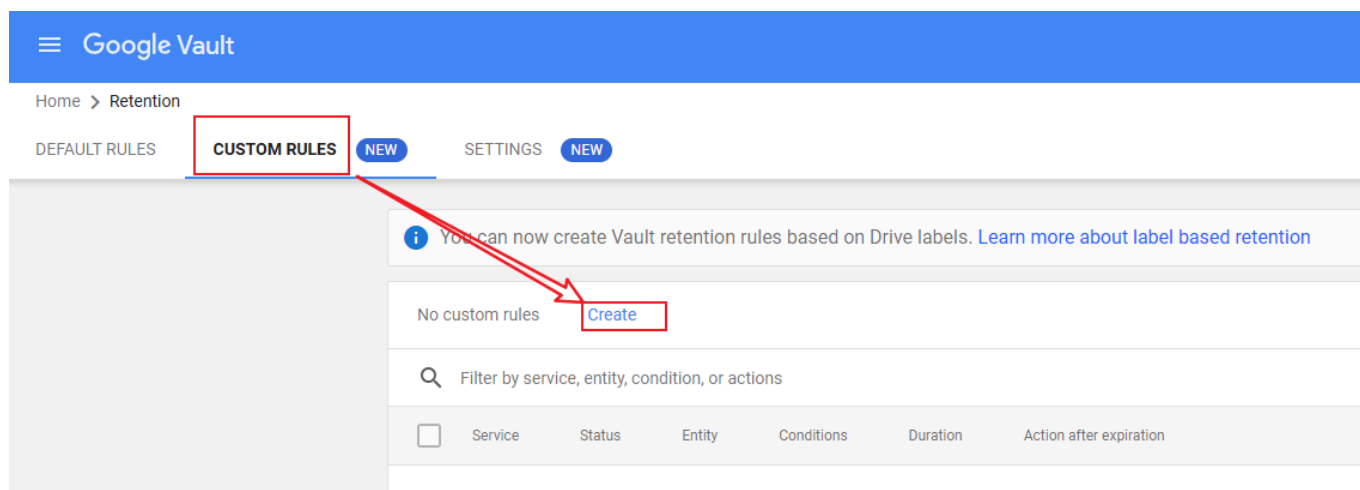 Google Vault
Home > Retention
DEFAULT RULES CUSTOM RULES NEW SETTINGS NEW
You can now create Vault retention rules based on Drive labels. Learn more about label based retention
No custom rules Create
Filter by service, entity, condition, or actions
Service Status Entity Conditions Duration Action after expiration